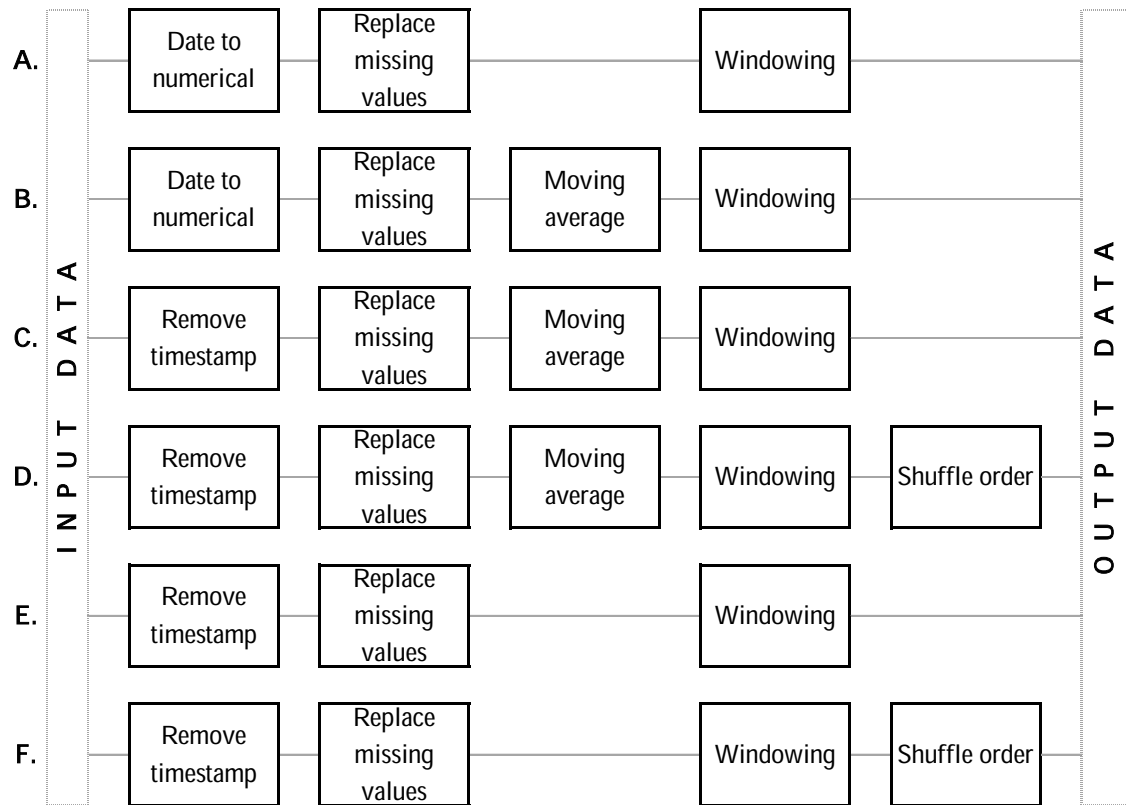 INPUT DATA
OUTPUT DATA
A.
Date to
numerical
Replace
missing
values
Windowing
B.
Date to
numerical
Replace
missing
values
Moving
average
Windowing
C.
Remove
timestamp
Replace
missing
values
Moving
average
Windowing
D.
Remove
timestamp
Replace
missing
values
Moving
average
Windowing
Shuffle order
E.
Remove
timestamp
Replace
missing
values
Windowing
F.
Remove
timestamp
Replace
missing
values
Windowing
Shuffle order